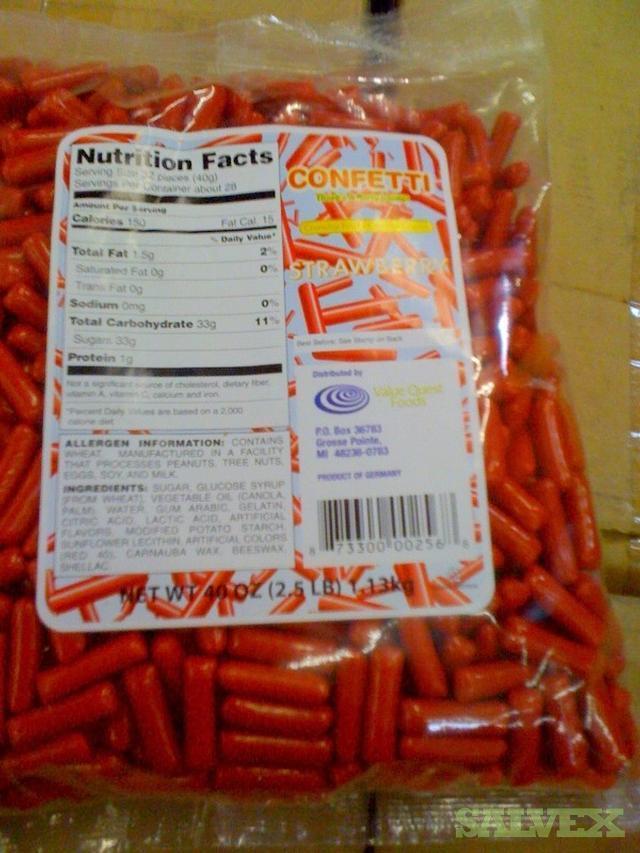 Nutrition Facts
Serving Size 32 pieces (40g)
Servings Per Container about 28
Amount Per Serving
Calories 150 Fat Cal. 15
% Daily Value*
Total Fat 1.5g 2%
Saturated Fat 0g 0%
Trans Fat 0g
Sodium 0mg 0%
Total Carbohydrate 33g 11%
Sugars 33g
Protein 1g
Not a significant source of cholesterol, dietary fiber,
vitamin A, vitamin C, calcium and iron.
*Percent Daily Values are based on a 2,000
calorie diet
ALLERGEN INFORMATION: CONTAINS
WHEAT. MANUFACTURED IN A FACILITY
THAT PROCESSES PEANUTS, TREE NUTS,
EGGS, SOY, AND MILK.
INGREDIENTS: SUGAR, GLUCOSE SYRUP
(FROM WHEAT), VEGETABLE OIL (CANOLA,
PALM), WATER, GUM ARABIC, GELATIN,
CITRIC ACID, LACTIC ACID, ARTIFICIAL
FLAVORS, MODIFIED POTATO STARCH,
SUNFLOWER LECITHIN, ARTIFICIAL COLORS
(RED 40), CARNAUBA WAX, BEESWAX,
SHELLAC.
CONFETTI
STRAWBERRY
Best Before: See Stamp on Back
Distributed by
Value Quest
Foods
P.O. Box 36783
Grosse Pointe,
MI 48236-0783
PRODUCT OF GERMANY
8 73300 00256 8
NET WT 40 OZ (2.5 LB) 1.13kg
SALVEX